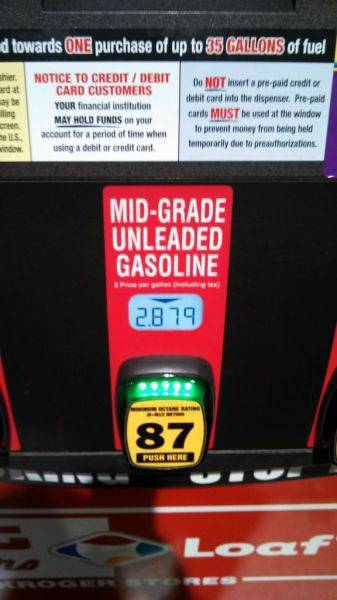 d towards ONE purchase of up to 35 GALLONS of fuel
NOTICE TO CREDIT / DEBIT
CARD CUSTOMERS
YOUR financial institution
MAY HOLD FUNDS on your
account for a period of time when
using a debit or credit card.
Do NOT insert a pre-paid credit or
debit card into the dispenser. Pre-paid
cards MUST be used at the window
to prevent money from being held
temporarily due to preauthorizations.
MID-GRADE
UNLEADED
GASOLINE
$ Price per gallon (including tax)
2.879
MINIMUM OCTANE RATING
(R+M)/2 METHOD
87
PUSH HERE
Loaf
KROGER STORES